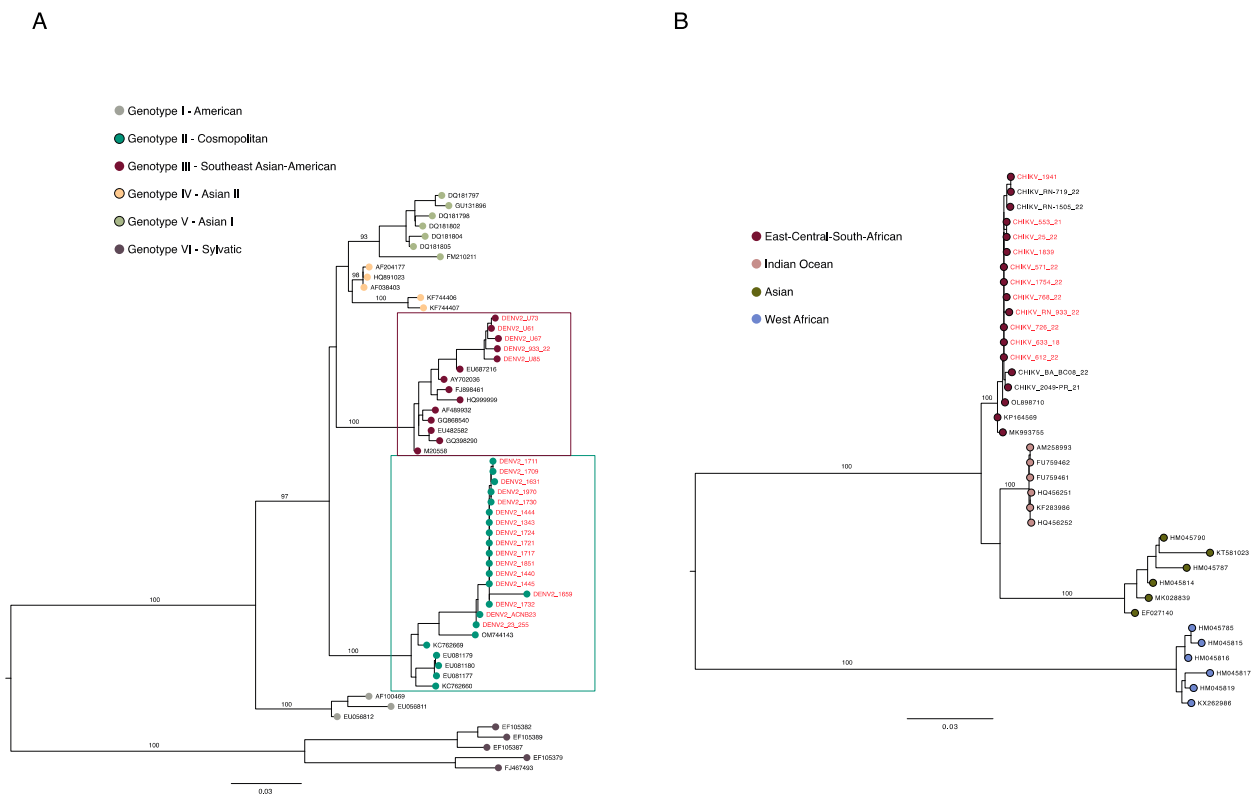 A
Genotype I - American
Genotype II - Cosmopolitan
Genotype III - Southeast Asian-American
Genotype IV - Asian II
Genotype V - Asian I
Genotype VI - Sylvatic
DQ181797
GU131896
DQ181798
DQ181802
93
DQ181804
DQ181805
FM210211
AF204177
98
HQ891023
AF038403
KF744406
100
KF744407
DENV2_U73
DENV2_U61
DENV2_U67
DENV2_933_22
DENV2_U85
EU687216
AY702036
FJ898461
HQ999999
AF489932
GQ868540
100
EU482582
GQ398290
M20558
DENV2_1711
DENV2_1709
DENV2_1631
DENV2_1970
97
DENV2_1730
DENV2_1444
DENV2_1343
DENV2_1724
DENV2_1721
DENV2_1717
DENV2_1851
DENV2_1440
DENV2_1445
DENV2_1659
100
DENV2_1732
DENV2_ACNB23
DENV2_23_255
OM744143
KC762669
100
EU081179
EU081180
EU081177
KC762660
AF100469
EU056811
100
EU056812
EF105382
EF105389
100
EF105387
EF105379
FJ467493
0.03
B
East-Central-South-African
Indian Ocean
Asian
West African
CHIKV_1941
CHIKV_RN-719_22
CHIKV_RN-1505_22
CHIKV_553_21
CHIKV_25_22
CHIKV_1839
CHIKV_571_22
CHIKV_1754_22
CHIKV_768_22
CHIKV_RN_933_22
CHIKV_726_22
CHIKV_633_18
CHIKV_612_22
CHIKV_BA_BC08_22
CHIKV_2049-PR_21
100
OL898710
KP164569
MK993755
AM258993
FU759462
100
FU759461
100
HQ456251
KF283986
HQ456252
HM045790
KT581023
HM045787
HM045814
100
MK028839
EF027140
HM045785
HM045815
HM045816
100
HM045817
HM045819
KX262986
0.03